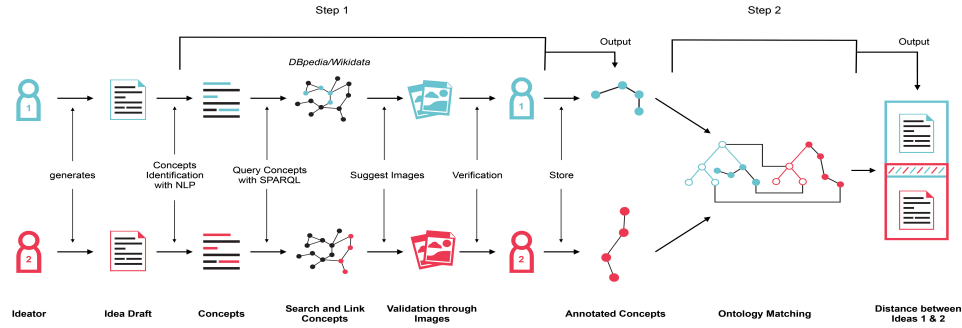 Step 1
Step 2
Output
Output
DBpedia/Wikidata
1
1
generates
Concepts
Identification
with NLP
Query Concepts
with SPARQL
Suggest Images
Verification
Store
2
2
Ideator
Idea Draft
Concepts
Search and Link
Concepts
Validation through
Images
Annotated Concepts
Ontology Matching
Distance between
Ideas 1 & 2